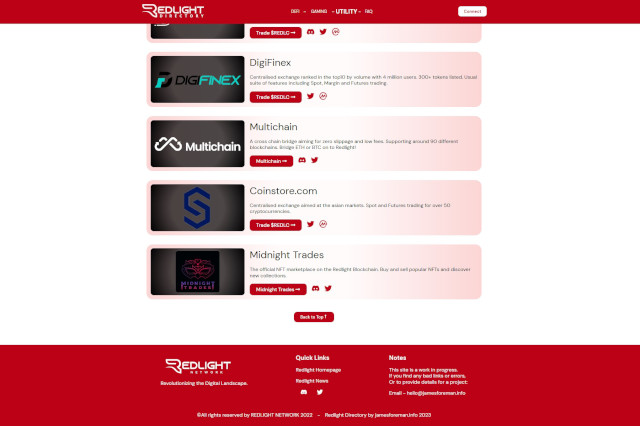 REDLIGHT
DIRECTORY
DEFI
GAMING
UTILITY
FAQ
Connect
Trade $REDLC
DIGIFINEX
DigiFinex
Centralised exchange ranked in the top10 by volume with 4 million users. 300+ tokens listed. Usual
suite of features including Spot, Margin and Futures trading
Trade $REDLC
Multichain
Multichain
A cross chain bridge aiming for zero slippage and low fees. Supporting around 90 different
blockchains. Bridge ETH or BTC on to Redlight!
Multichain
Coinstore.com
Centralised exchange aimed at the asian markets. Spot and Futures trading for over 50
cryptocurrencies.
Trade $REDLC
MIDNIGHT
TRADES
Midnight Trades
The official NFT marketplace on the Redlight Blockchain. Buy and sell popular NFTs and discover
new collections.
Midnight Trades
Back to Top
REDLIGHT
NETWORK
Revolutionizing the Digital Landscape.
Quick Links
Redlight Homepage
Redlight News
Notes
This site is a work in progress.
If you find any bad links or errors.
Or to provide details for a project:
Email - hello@jamesforeman.info
©All rights reserved by REDLIGHT NETWORK 2022 - Redlight Directory by jamesforeman.info 2023